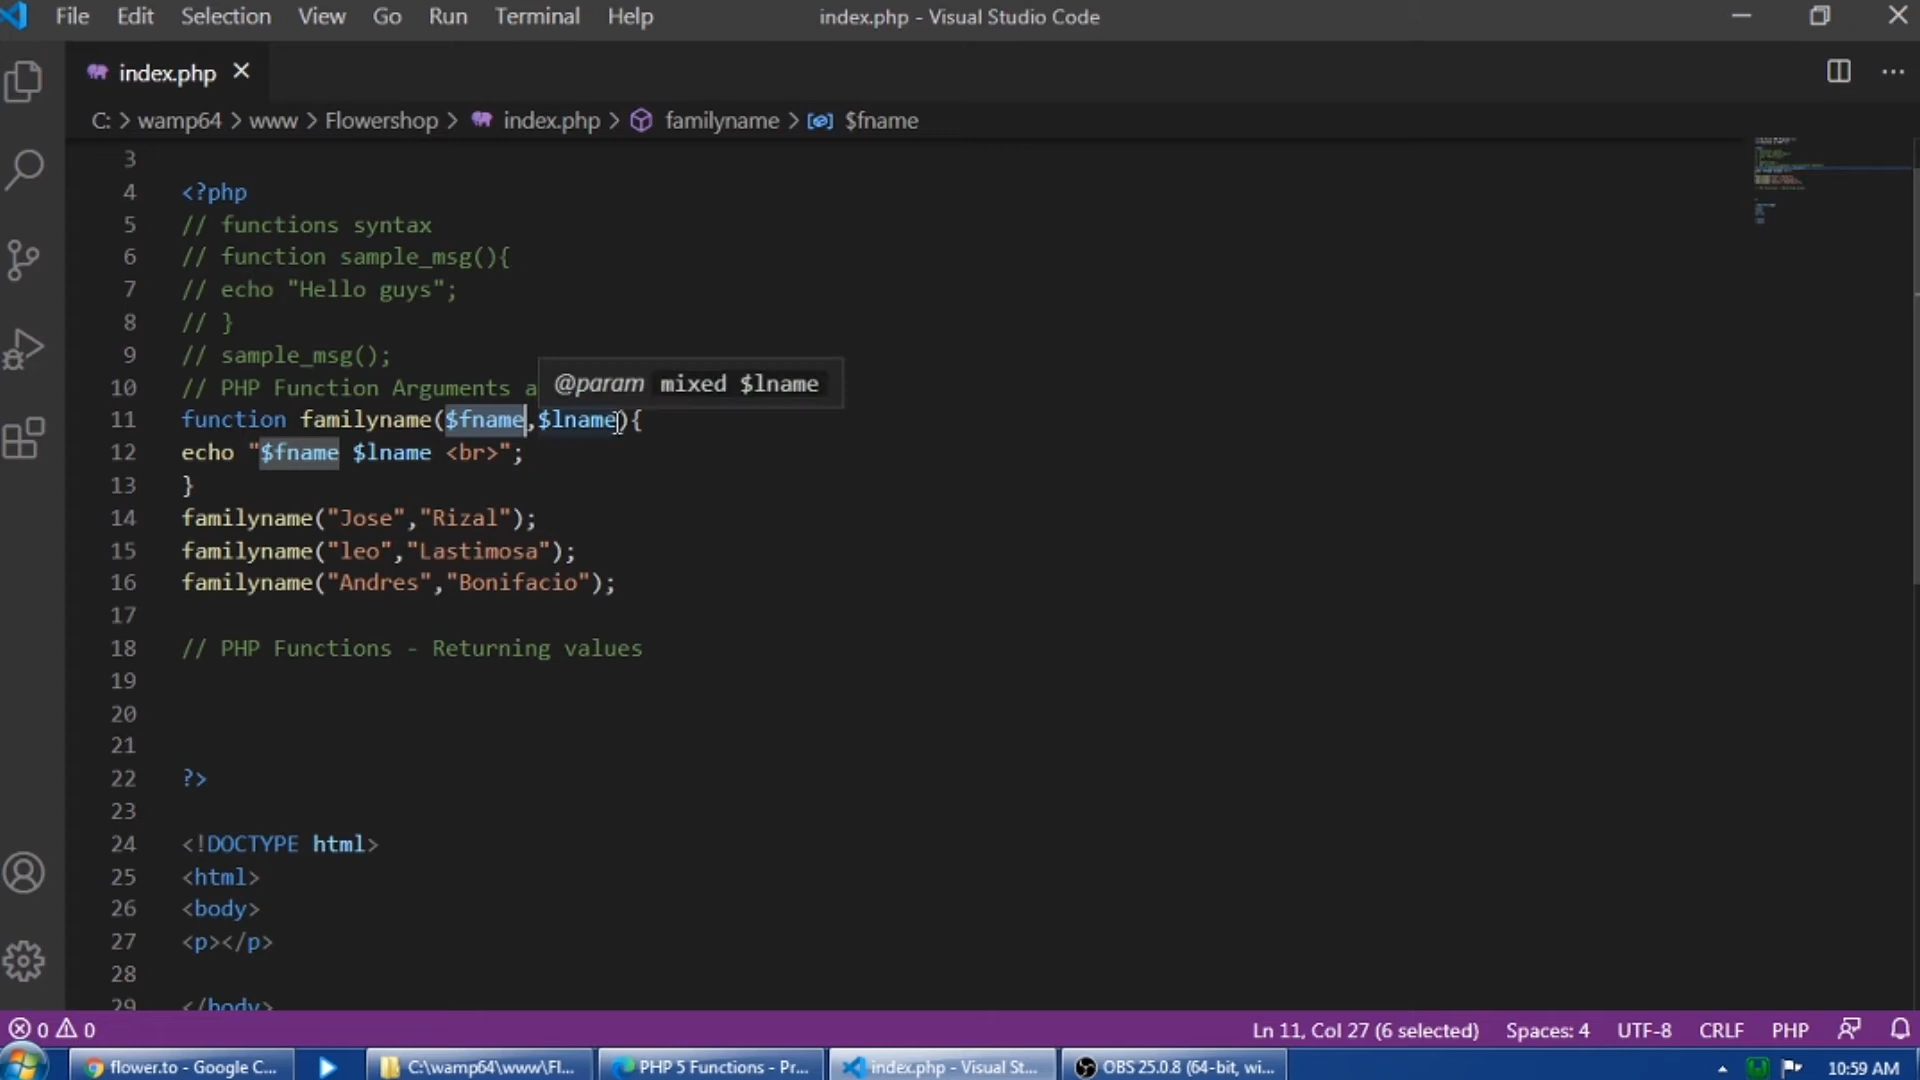 File Edit Selection View Go Run Terminal Help index.php - Visual Studio Code
index.php
C: > wamp64 > www > Flowershop > index.php > familyname > $fname
3
4 <?php
5 // functions syntax
6 // function sample_msg(){
7 // echo "Hello guys";
8 // }
9 // sample_msg();
10 // PHP Function Arguments a
@param mixed $lname
11 function familyname($fname,$lname){
12 echo "$fname $lname <br>";
13 }
14 familyname("Jose","Rizal");
15 familyname("leo","Lastimosa");
16 familyname("Andres","Bonifacio");
17
18 // PHP Functions - Returning values
19
20
21
22 ?>
23
24 <!DOCTYPE html>
25 <html>
26 <body>
27 <p></p>
28
29 </body>
0 0 Ln 11, Col 27 (6 selected) Spaces: 4 UTF-8 CRLF PHP
flower.to - Google C... C:\wamp64\www\Fl... PHP 5 Functions - Pr... index.php - Visual St... OBS 25.0.8 (64-bit, wi... 10:59 AM